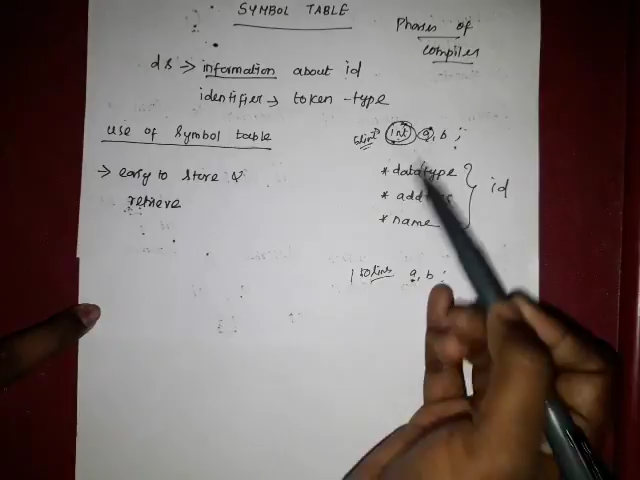 SYMBOL TABLE
Phases of
compiler
ds → information about id
identifier → token - type
use of symbol table
int a, b ;
→ easy to store &
retrieve
* datatype
* address
* name
id
a, b ;